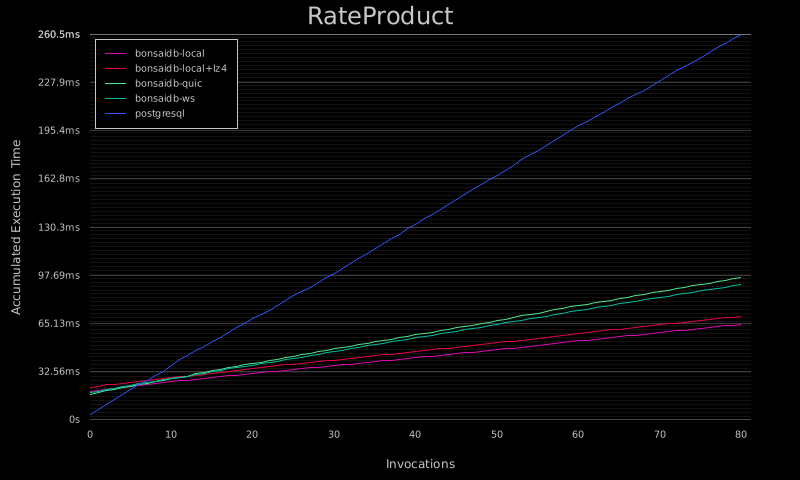 RateProduct
260.5ms
227.9ms
195.4ms
162.8ms
130.3ms
97.69ms
65.13ms
32.56ms
0s
bonsaidb-local
bonsaidb-local+lz4
bonsaidb-quic
bonsaidb-ws
postgresql
Accumulated Execution Time
0 10 20 30 40 50 60 70 80
Invocations